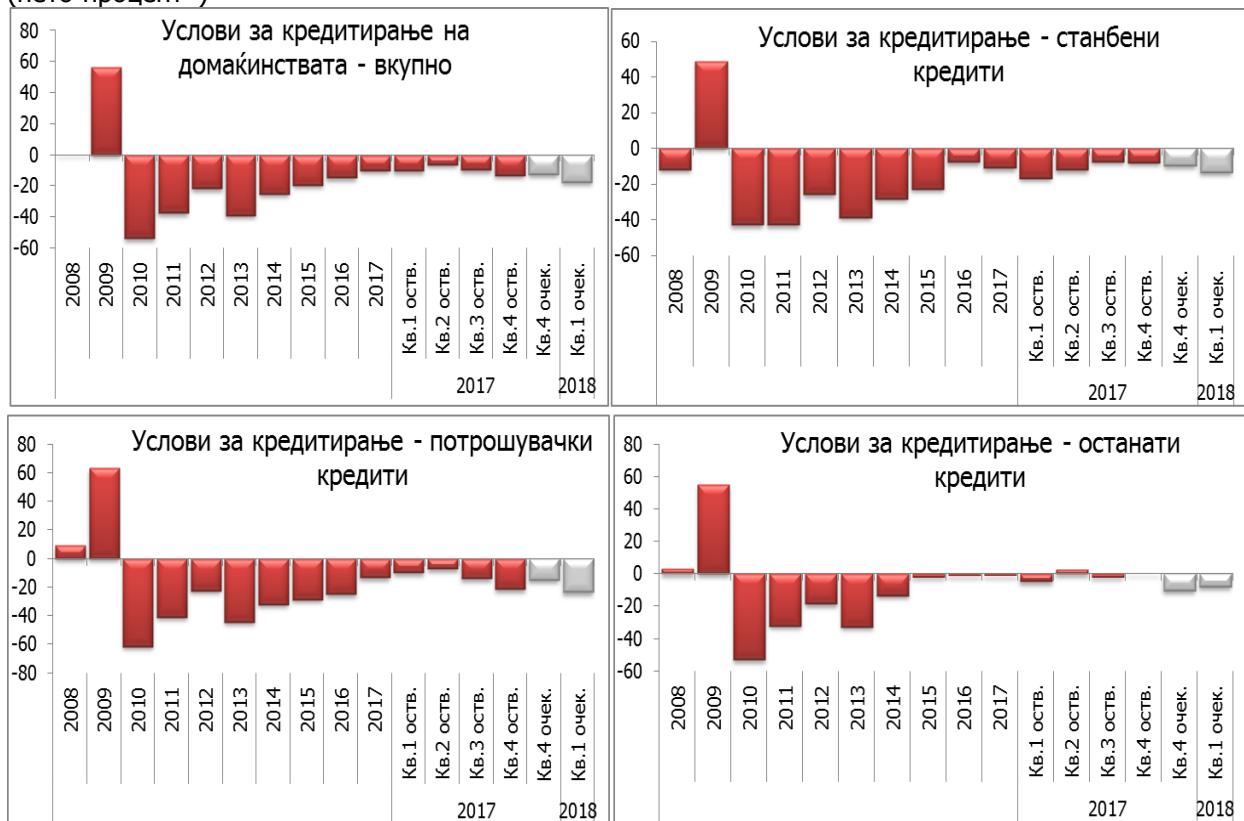 (нето процент*)
Услови за кредитирање на
домаќинствата - вкупно
80
60
40
20
0
-20
-40
-60
2008
2009
2010
2011
2012
2013
2014
2015
2016
2017
Кв.1 оств.
Кв.2 оств.
Кв.3 оств.
Кв.4 оств.
Кв.4 очек.
Кв.1 очек.
2017
2018
Услови за кредитирање - станбени
кредити
60
40
20
0
-20
-40
-60
2008
2009
2010
2011
2012
2013
2014
2015
2016
2017
Кв.1 оств.
Кв.2 оств.
Кв.3 оств.
Кв.4 оств.
Кв.4 очек.
Кв.1 очек.
2017
2018
Услови за кредитирање - потрошувачки
кредити
80
60
40
20
0
-20
-40
-60
-80
2008
2009
2010
2011
2012
2013
2014
2015
2016
2017
Кв.1 оств.
Кв.2 оств.
Кв.3 оств.
Кв.4 оств.
Кв.4 очек.
Кв.1 очек.
2017
2018
Услови за кредитирање - останати
кредити
80
60
40
20
0
-20
-40
-60
2008
2009
2010
2011
2012
2013
2014
2015
2016
2017
Кв.1 оств.
Кв.2 оств.
Кв.3 оств.
Кв.4 оств.
Кв.4 очек.
Кв.1 очек.
2017
2018